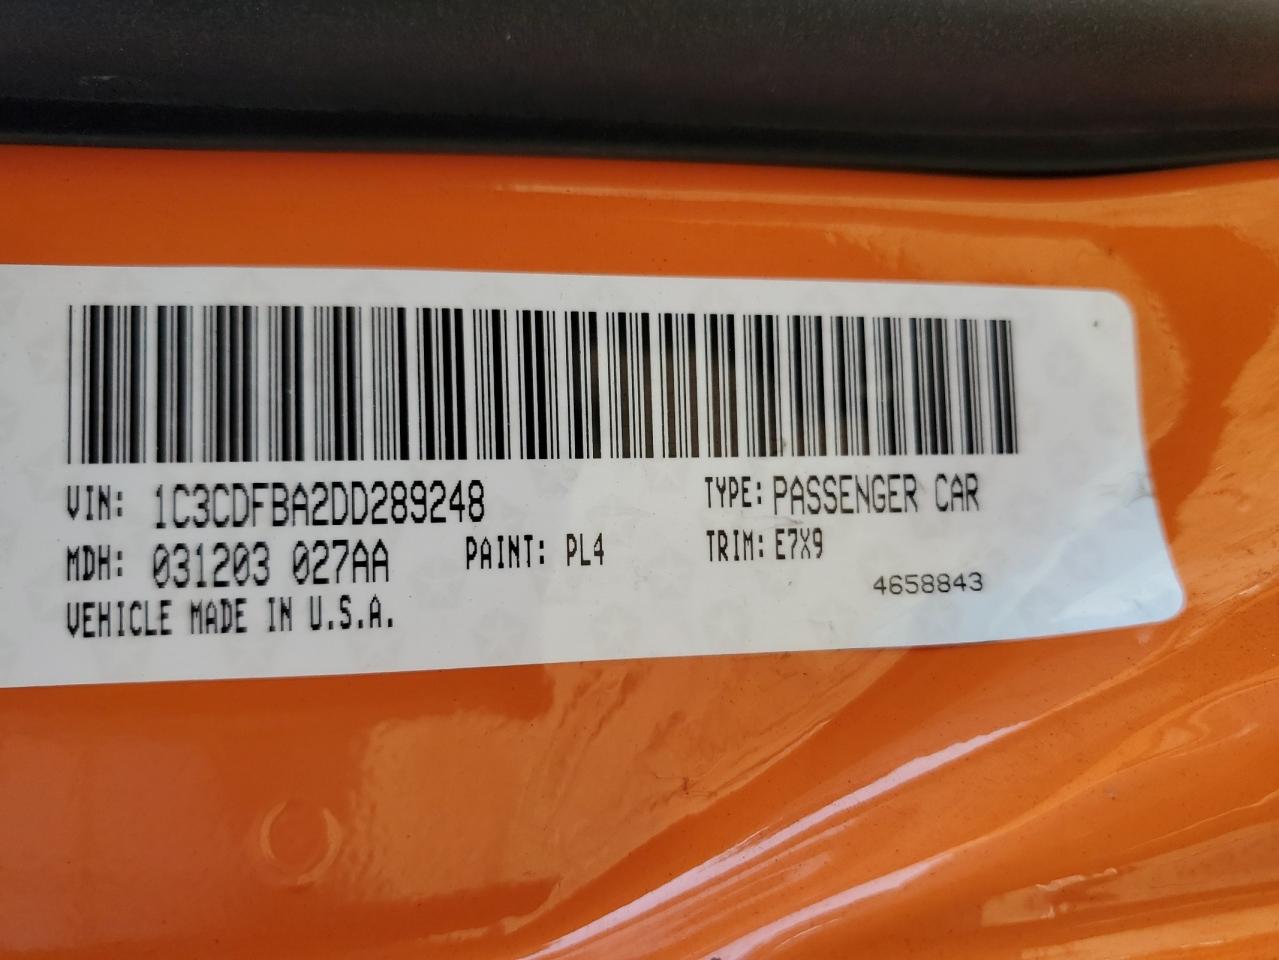 VIN: 1C3CDFBA2DD289248 TYPE: PASSENGER CAR
MDH: 031203 027AA PAINT: PL4 TRIM: E7X9
VEHICLE MADE IN U.S.A. 4658843